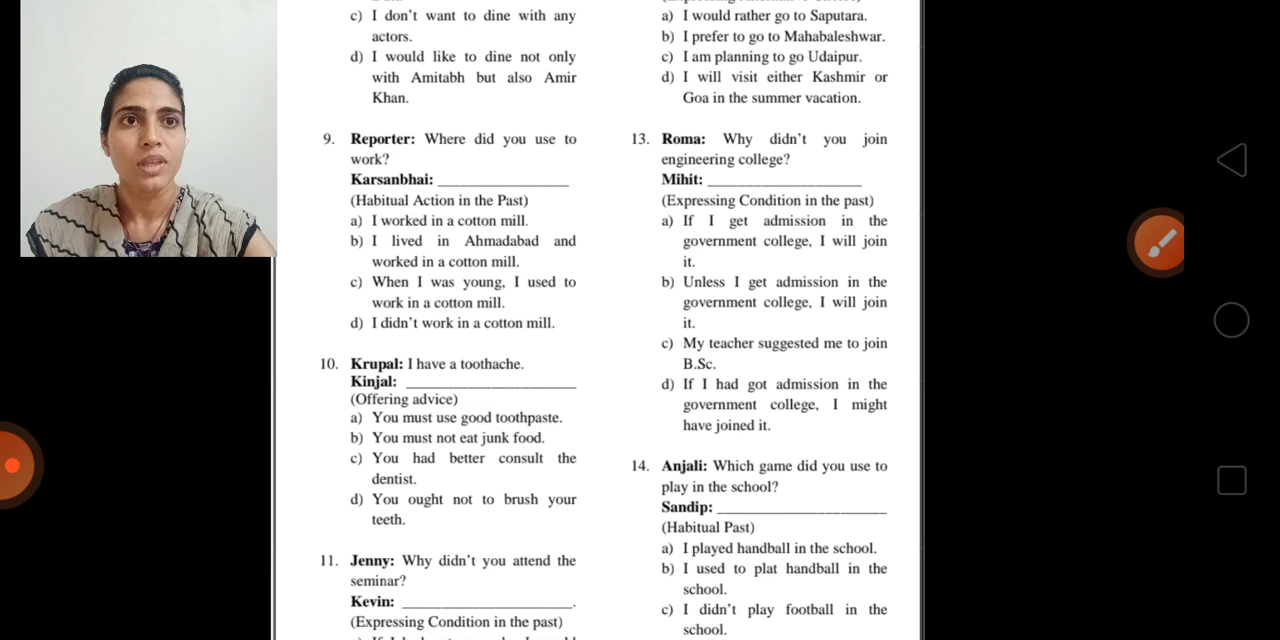 c) I don't want to dine with any
actors.
d) I would like to dine not only
with Amitabh but also Amir
Khan.
9. Reporter: Where did you use to
work?
Karsanbhai: __________________
(Habitual Action in the Past)
a) I worked in a cotton mill.
b) I lived in Ahmadabad and
worked in a cotton mill.
c) When I was young, I used to
work in a cotton mill.
d) I didn't work in a cotton mill.
10. Krupal: I have a toothache.
Kinjal: _______________________
(Offering advice)
a) You must use good toothpaste.
b) You must not eat junk food.
c) You had better consult the
dentist.
d) You ought not to brush your
teeth.
11. Jenny: Why didn't you attend the
seminar?
Kevin: _______________________.
(Expressing Condition in the past)
a) I would rather go to Saputara.
b) I prefer to go to Mahabaleshwar.
c) I am planning to go Udaipur.
d) I will visit either Kashmir or
Goa in the summer vacation.
13. Roma: Why didn't you join
engineering college?
Mihit: _____________________
(Expressing Condition in the past)
a) If I get admission in the
government college, I will join
it.
b) Unless I get admission in the
government college, I will join
it.
c) My teacher suggested me to join
B.Sc.
d) If I had got admission in the
government college, I might
have joined it.
14. Anjali: Which game did you use to
play in the school?
Sandip: _______________________
(Habitual Past)
a) I played handball in the school.
b) I used to plat handball in the
school.
c) I didn't play football in the
school.